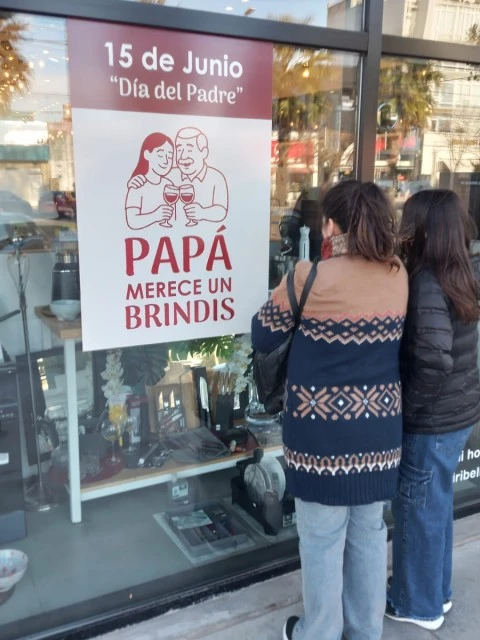 15 de Junio
“Día del Padre”
PAPÁ
MERECE UN
BRINDIS